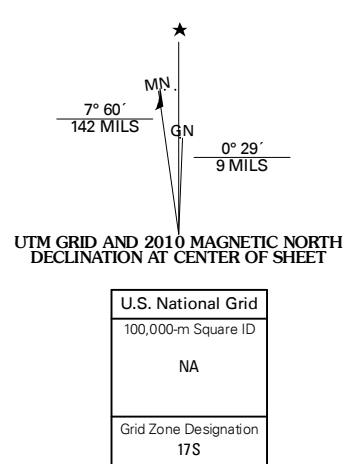 MN
7° 60´
142 MILS
GN
0° 29´
9 MILS
UTM GRID AND 2010 MAGNETIC NORTH
DECLINATION AT CENTER OF SHEET
U.S. National Grid
100,000-m Square ID
NA
Grid Zone Designation
17S